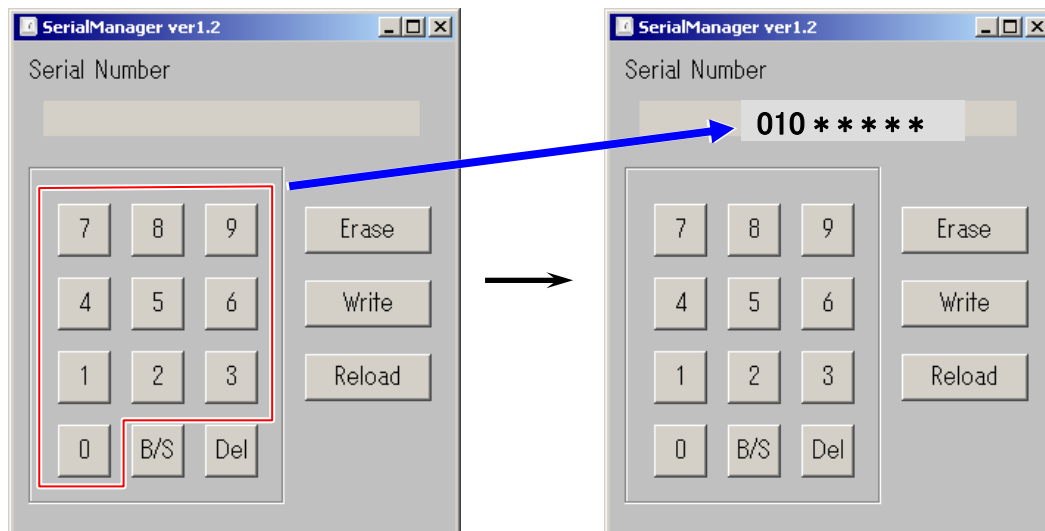 SerialManager ver1.2
Serial Number
7 8 9 Erase
4 5 6 Write
1 2 3 Reload
0 B/S Del
SerialManager ver1.2
Serial Number
010*****
7 8 9 Erase
4 5 6 Write
1 2 3 Reload
0 B/S Del